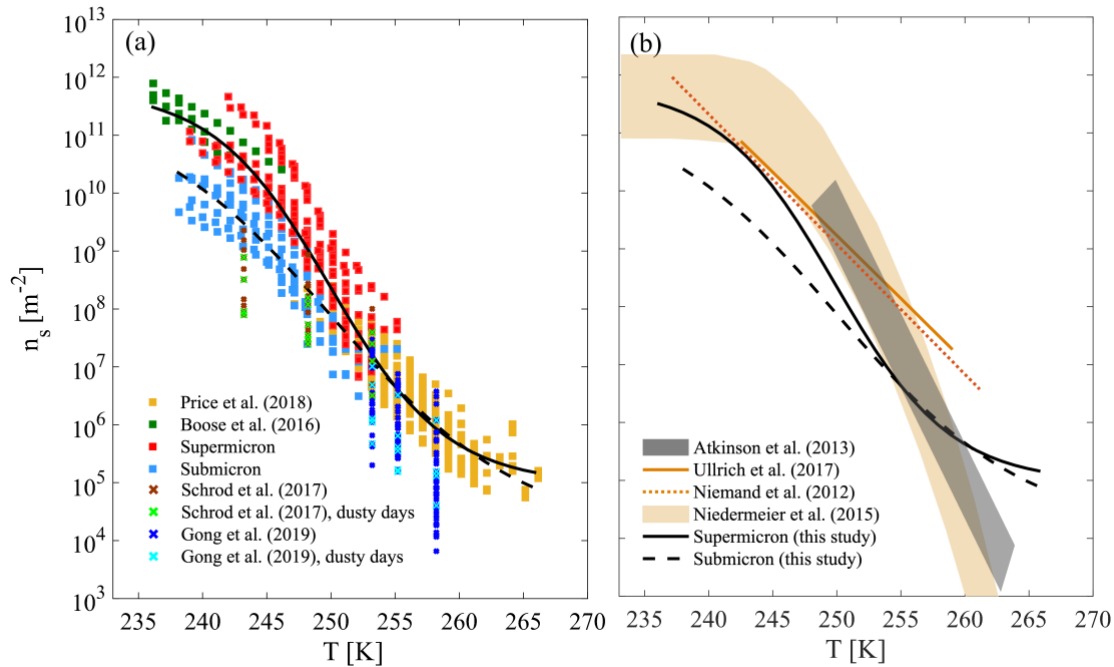 (a)
(b)
10^13
10^12
10^11
10^10
10^9
10^8
10^7
10^6
10^5
10^4
10^3
n_s [m^-2]
Price et al. (2018)
Boose et al. (2016)
Supermicron
Submicron
Schrod et al. (2017)
Schrod et al. (2017), dusty days
Gong et al. (2019)
Gong et al. (2019), dusty days
235 240 245 250 255 260 265 270
T [K]
Atkinson et al. (2013)
Ullrich et al. (2017)
Niemand et al. (2012)
Niedermeier et al. (2015)
Supermicron (this study)
Submicron (this study)
235 240 245 250 255 260 265 270
T [K]